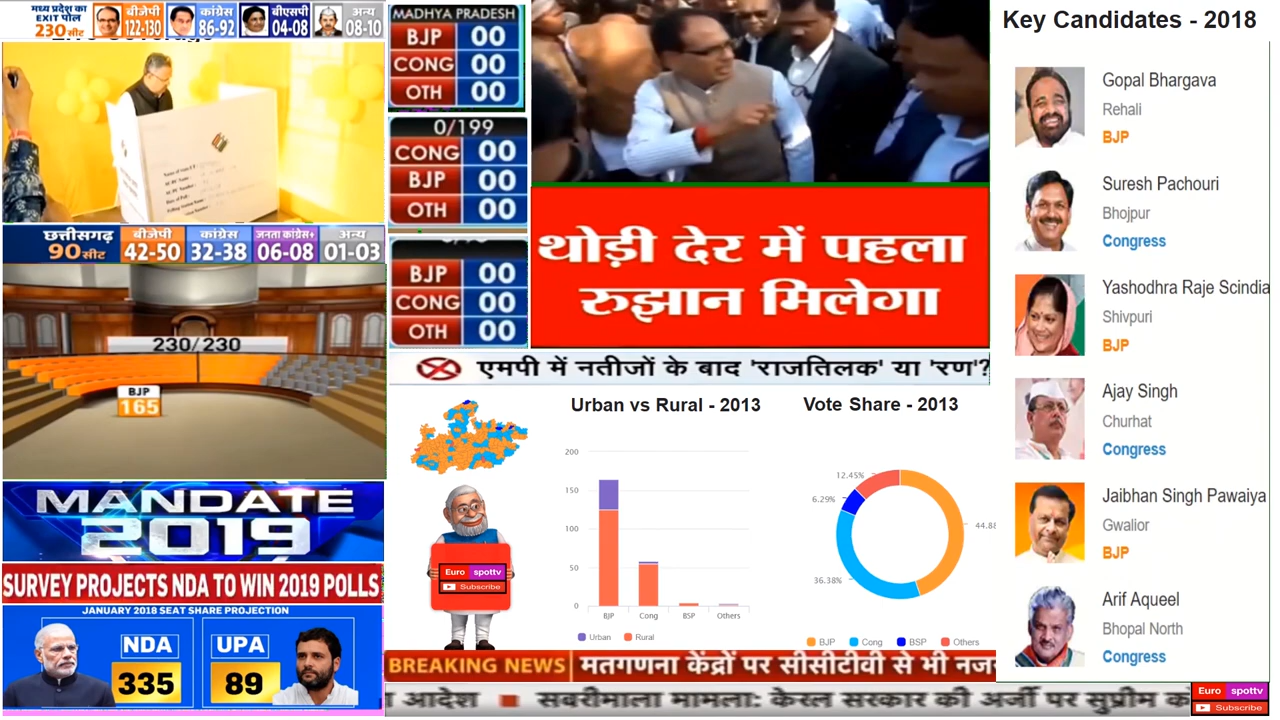 मध्य प्रदेश का
EXIT पोल
230 सीट
बीजेपी
122-130
कांग्रेस
86-92
बीएसपी
04-08
अन्य
08-10
छत्तीसगढ़
90 सीट
बीजेपी
42-50
कांग्रेस
32-38
जनता कांग्रेस+
06-08
अन्य
01-03
230/230
BJP
165
MANDATE
2019
SURVEY PROJECTS NDA TO WIN 2019 POLLS
JANUARY 2018 SEAT SHARE PROJECTION
NDA
335
UPA
89
MADHYA PRADESH
BJP 00
CONG 00
OTH 00
0/199
CONG 00
BJP 00
OTH 00
BJP 00
CONG 00
OTH 00
थोड़ी देर में पहला
रुझान मिलेगा
एमपी में नतीजों के बाद 'राजतिलक' या 'रण'?
Urban vs Rural - 2013
200
150
100
50
0
BJP Cong BSP Others
Urban Rural
Vote Share - 2013
12.45%
6.29%
44.88
36.38%
BJP Cong BSP Others
Euro spottv
Subscribe
BREAKING NEWS मतगणना केंद्रों पर सीसीटीवी से भी नजर
आदेश ■ सबरीमाला मामला: केरल सरकार की अर्जी पर सुप्रीम को
Key Candidates - 2018
Gopal Bhargava
Rehali
BJP
Suresh Pachouri
Bhojpur
Congress
Yashodhra Raje Scindia
Shivpuri
BJP
Ajay Singh
Churhat
Congress
Jaibhan Singh Pawaiya
Gwalior
BJP
Arif Aqueel
Bhopal North
Congress
Euro spottv
Subscribe